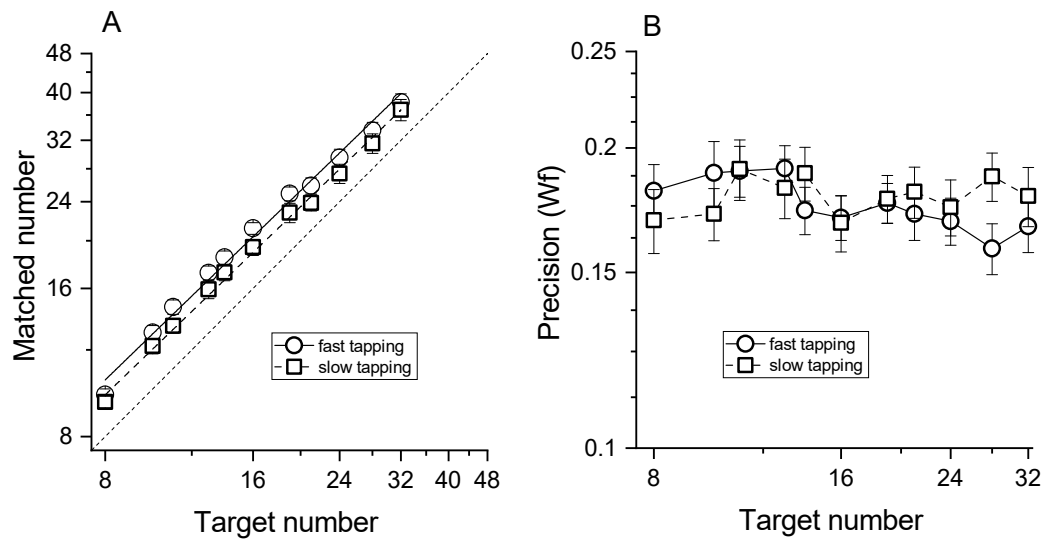 A
Matched number
48
40
32
24
16
8
8
16
24
32
40
48
Target number
fast tapping
slow tapping
B
Precision (Wf)
0.25
0.2
0.15
0.1
8
16
24
32
Target number
fast tapping
slow tapping